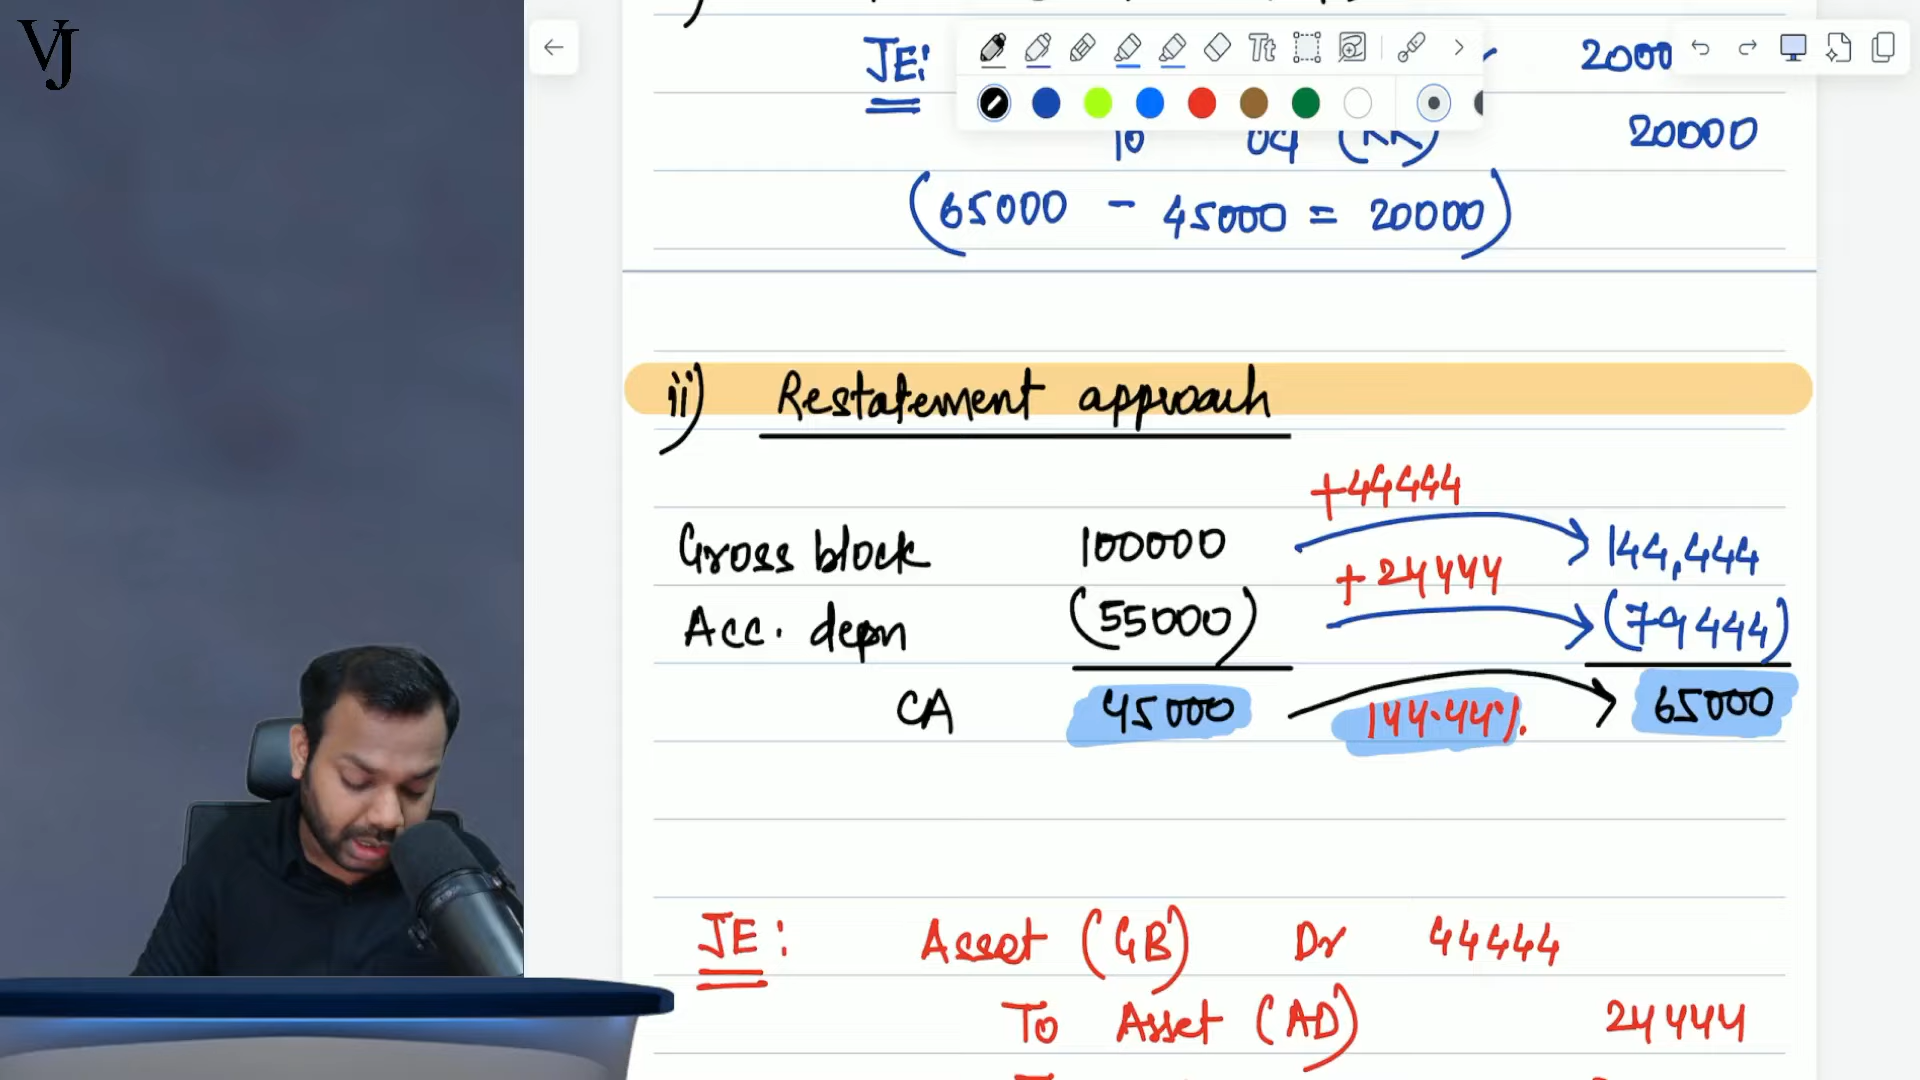 VJ
JE: 2000
20000
(65000 - 45000 = 20000)
ii) Restatement approach
+44444
Gross block 100000 144,444
+24444
Acc. depn (55000) (79444)
CA 45000 144.44% 65000
JE: Asset (GB) Dr 44444
To Asset (AD) 24444